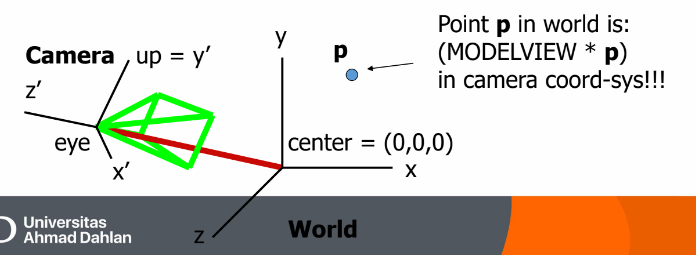 Point p in world is:
(MODELVIEW * p)
in camera coord-sys!!!
y
p
Camera
up = y’
z’
eye
x’
center = (0,0,0)
x
z
World
Universitas
Ahmad Dahlan